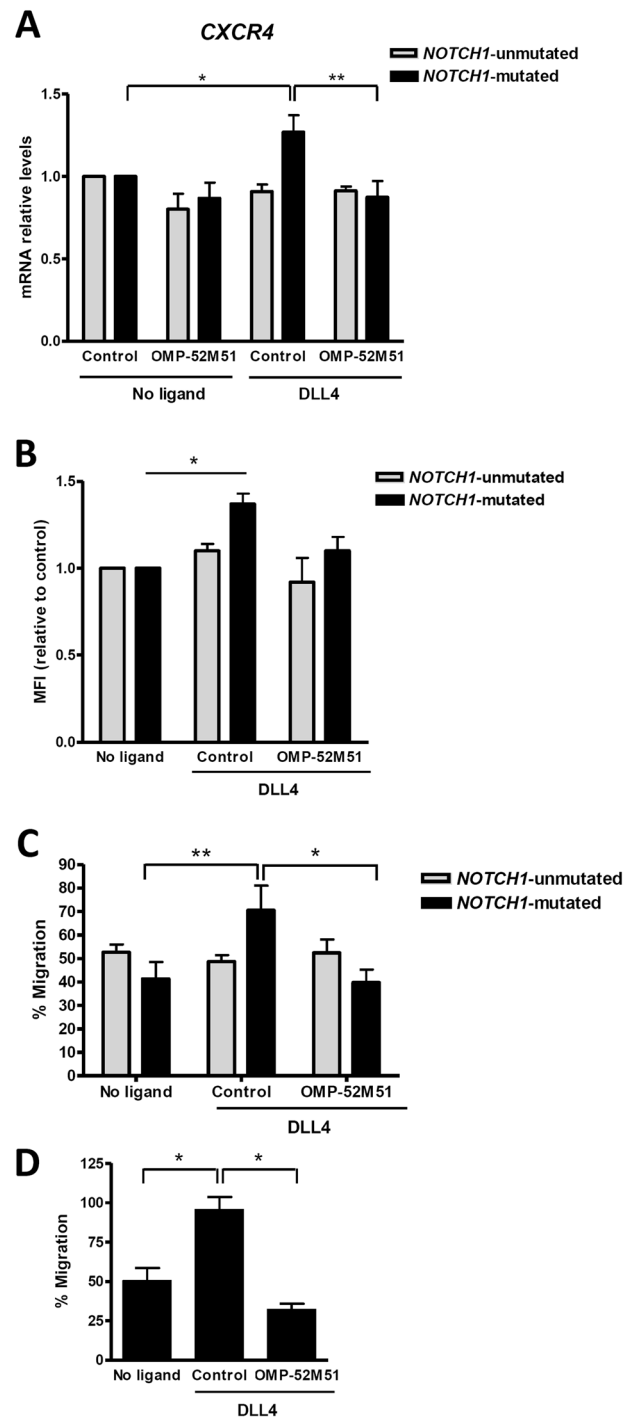 A
CXCR4
NOTCH1-unmutated
NOTCH1-mutated
* **
1.5
1.0
0.5
0.0
mRNA relative levels
Control OMP-52M51 Control OMP-52M51
No ligand DLL4
B
NOTCH1-unmutated
NOTCH1-mutated
*
1.5
1.0
0.5
0.0
MFI (relative to control)
No ligand Control OMP-52M51
DLL4
C
NOTCH1-unmutated
NOTCH1-mutated
** *
90
80
70
60
50
40
30
20
10
0
% Migration
No ligand Control OMP-52M51
DLL4
D
* *
125
100
75
50
25
0
% Migration
No ligand Control OMP-52M51
DLL4